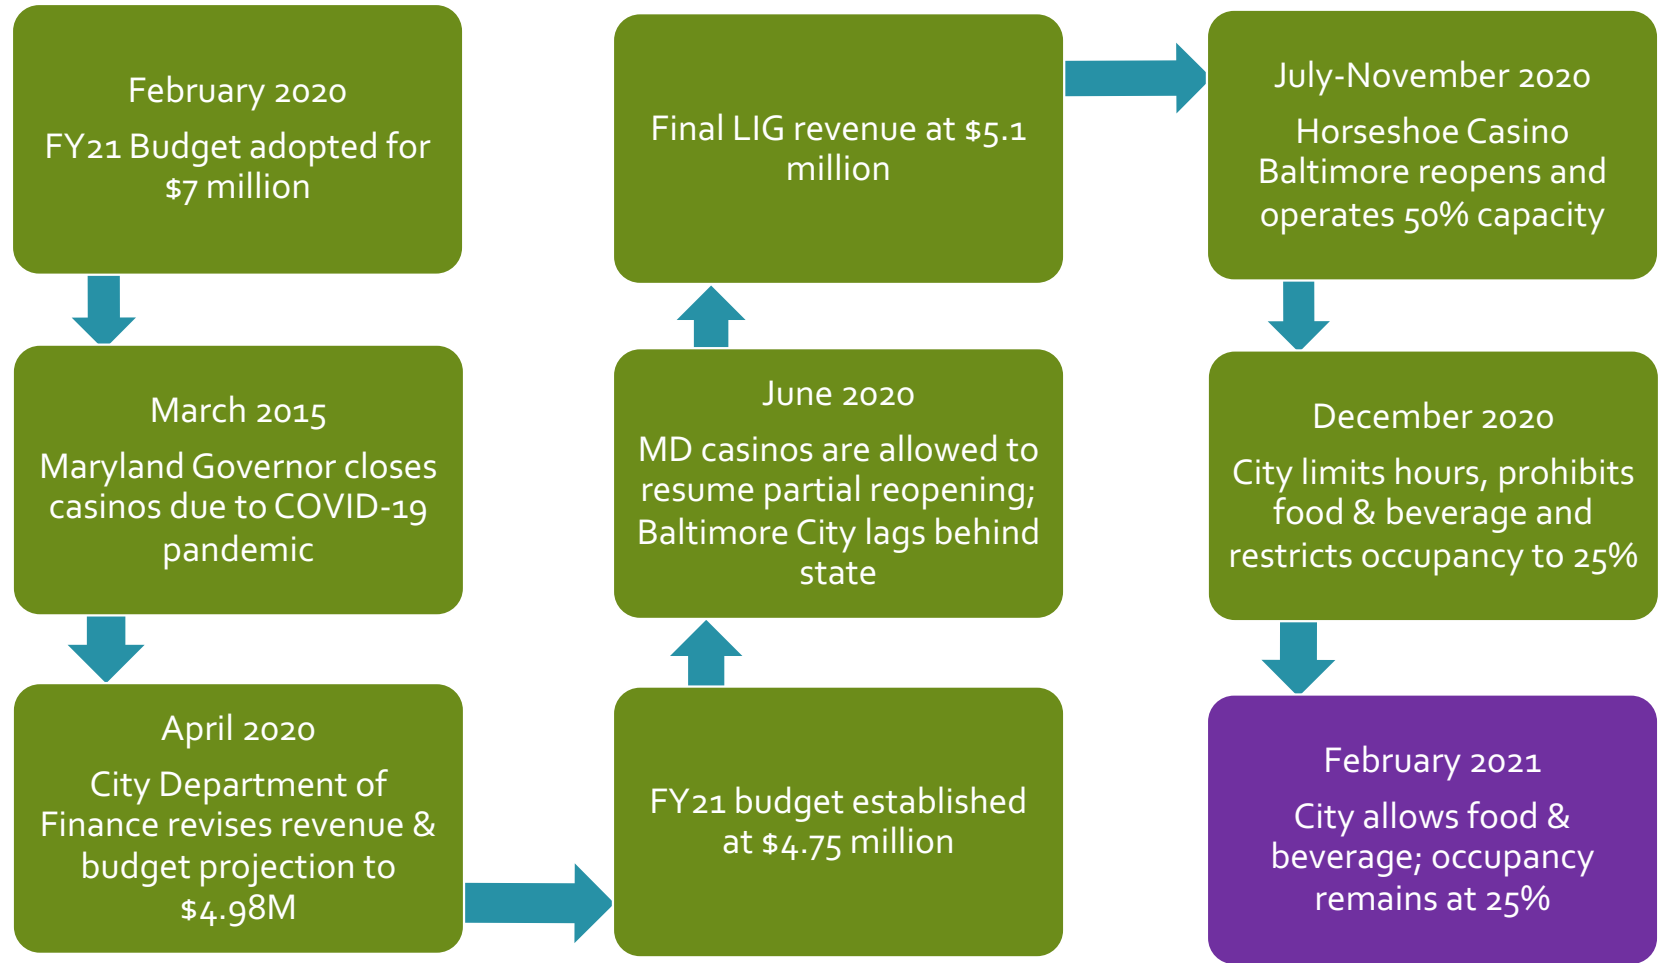 February 2020
FY21 Budget adopted for
$7 million
March 2015
Maryland Governor closes
casinos due to COVID-19
pandemic
April 2020
City Department of
Finance revises revenue &
budget projection to
$4.98M
FY21 budget established
at $4.75 million
June 2020
MD casinos are allowed to
resume partial reopening;
Baltimore City lags behind
state
Final LIG revenue at $5.1
million
July-November 2020
Horseshoe Casino
Baltimore reopens and
operates 50% capacity
December 2020
City limits hours, prohibits
food & beverage and
restricts occupancy to 25%
February 2021
City allows food &
beverage; occupancy
remains at 25%